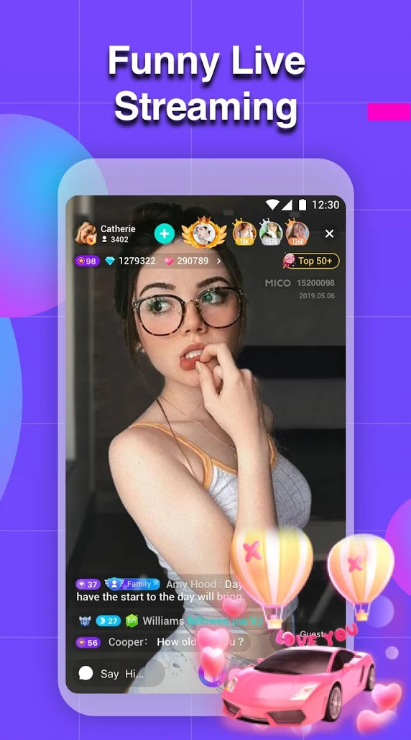 Funny Live
Streaming
12:30
Catherie
3402
98 1279322 290789 >
Top 50+
MICO 15200098
2019.05.06
37 Family Amy Hood : Day
have the start to the day will bring
27 Williams
56 Cooper: How old
Guest
LOVE YOU
Say Hi...